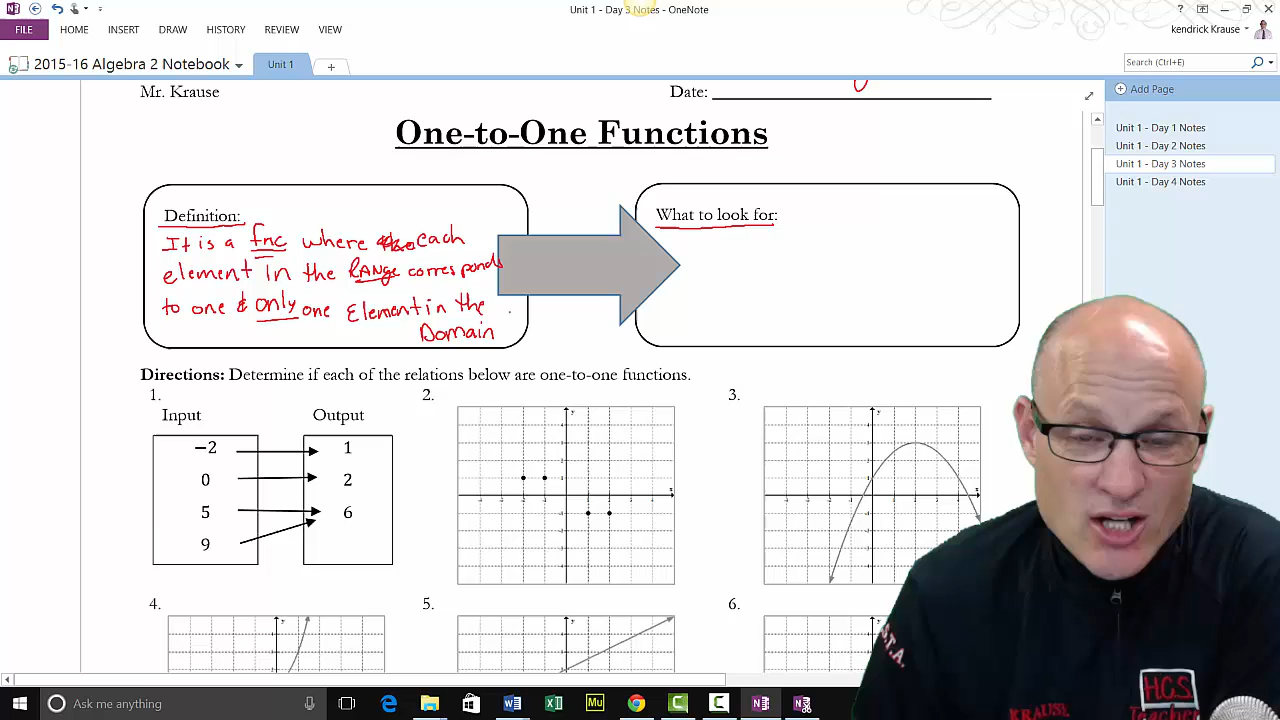 Unit 1 - Day 3 Notes - OneNote
FILE HOME INSERT DRAW HISTORY REVIEW VIEW
kendrick Krause
2015-16 Algebra 2 Notebook Unit 1
Search (Ctrl+E)
Add Page
Unit 1 - Day 1 Notes
Unit 1 - Day 2 Notes
Unit 1 - Day 3 Notes
Unit 1 - Day 4 Notes
Mr. Krause Date:
One-to-One Functions
Definition:
It is a fnc where each
element in the RANGE corresponds
to one & only one Element in the
Domain
What to look for:
Directions: Determine if each of the relations below are one-to-one functions.
1. 2. 3.
Input Output
−2 1
0 2
5 6
9
y x
y x
4. 5. 6.
y y y
S.T.A.
H.C.S.
Teacher
KRAUSE
Ask me anything